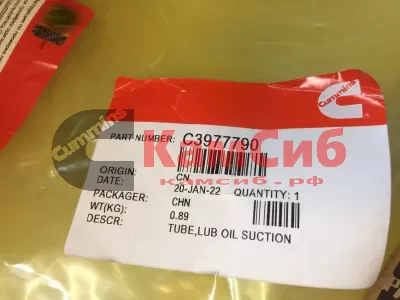 Cummins
PART NUMBER: C3977790
Cummins
КамСиб
камсиб.рф
ORIGIN: CN
DATE: 20-JAN-22 QUANTITY: 1
PACKAGER: CHN
WT(KG): 0.89
DESCR: TUBE,LUB OIL SUCTION